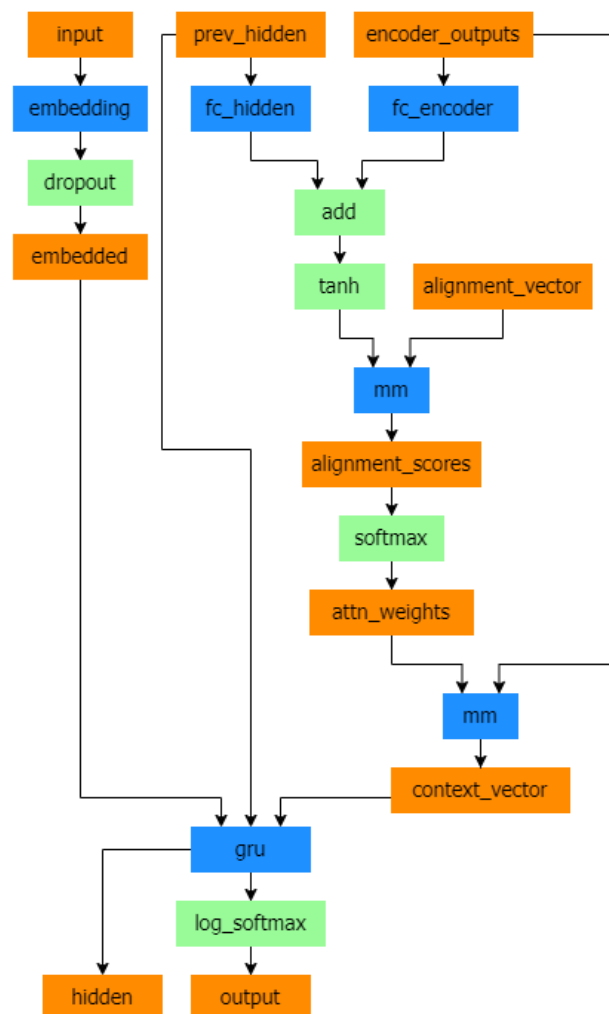 input
prev_hidden
encoder_outputs
embedding
fc_hidden
fc_encoder
dropout
add
embedded
tanh
alignment_vector
mm
alignment_scores
softmax
attn_weights
mm
context_vector
gru
log_softmax
hidden
output